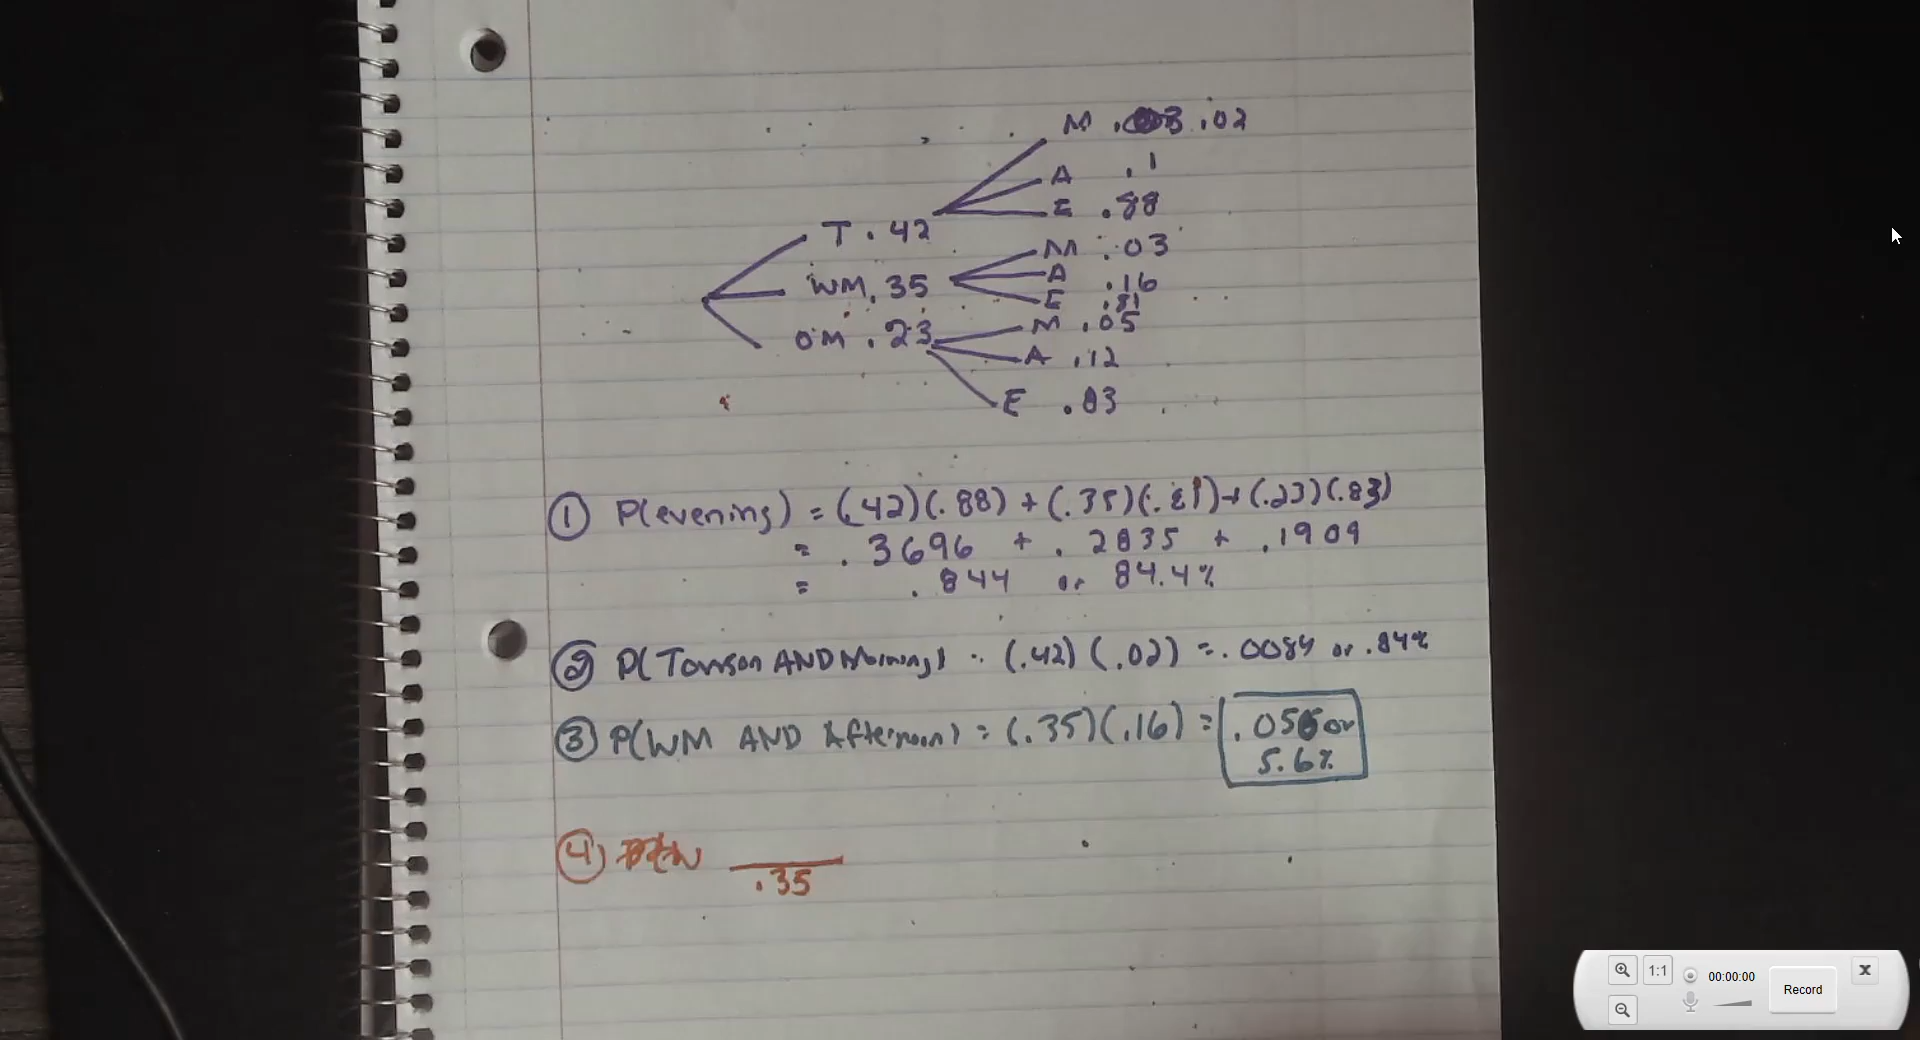 M .02
A .1
E .88
T .42
M .03
WM .35
A .16
E .81
OM .23
M .05
A .12
E .83
① P(evening) = (.42)(.88) + (.35)(.81) + (.23)(.83)
= .3696 + .2835 + .1909
= .844 or 84.4%
② P(Towson AND Morning) = (.42)(.02) = .0084 or .84%
③ P(WM AND Afternoon) = (.35)(.16) = .056 or
5.6%
④
.35
1:1
00:00:00
Record
x